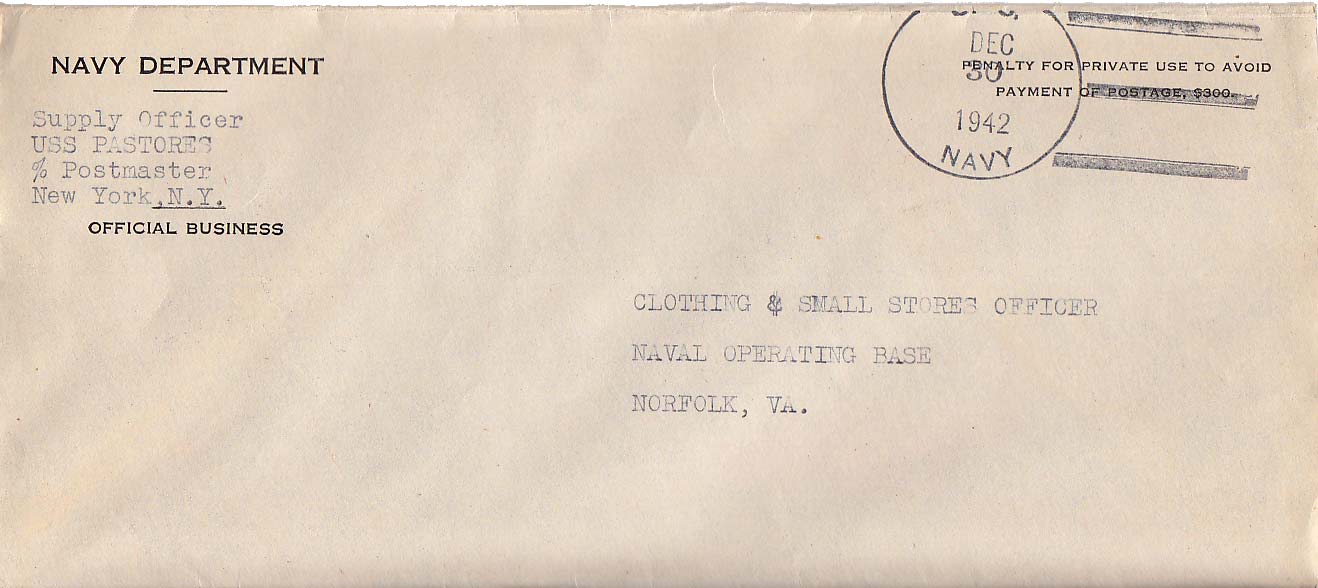 NAVY DEPARTMENT
Supply Officer
USS PASTORES
% Postmaster
New York,N.Y.
OFFICIAL BUSINESS
DEC
30
1942
NAVY
PENALTY FOR PRIVATE USE TO AVOID
PAYMENT OF POSTAGE, $300.
CLOTHING & SMALL STORES OFFICER
NAVAL OPERATING BASE
NORFOLK, VA.